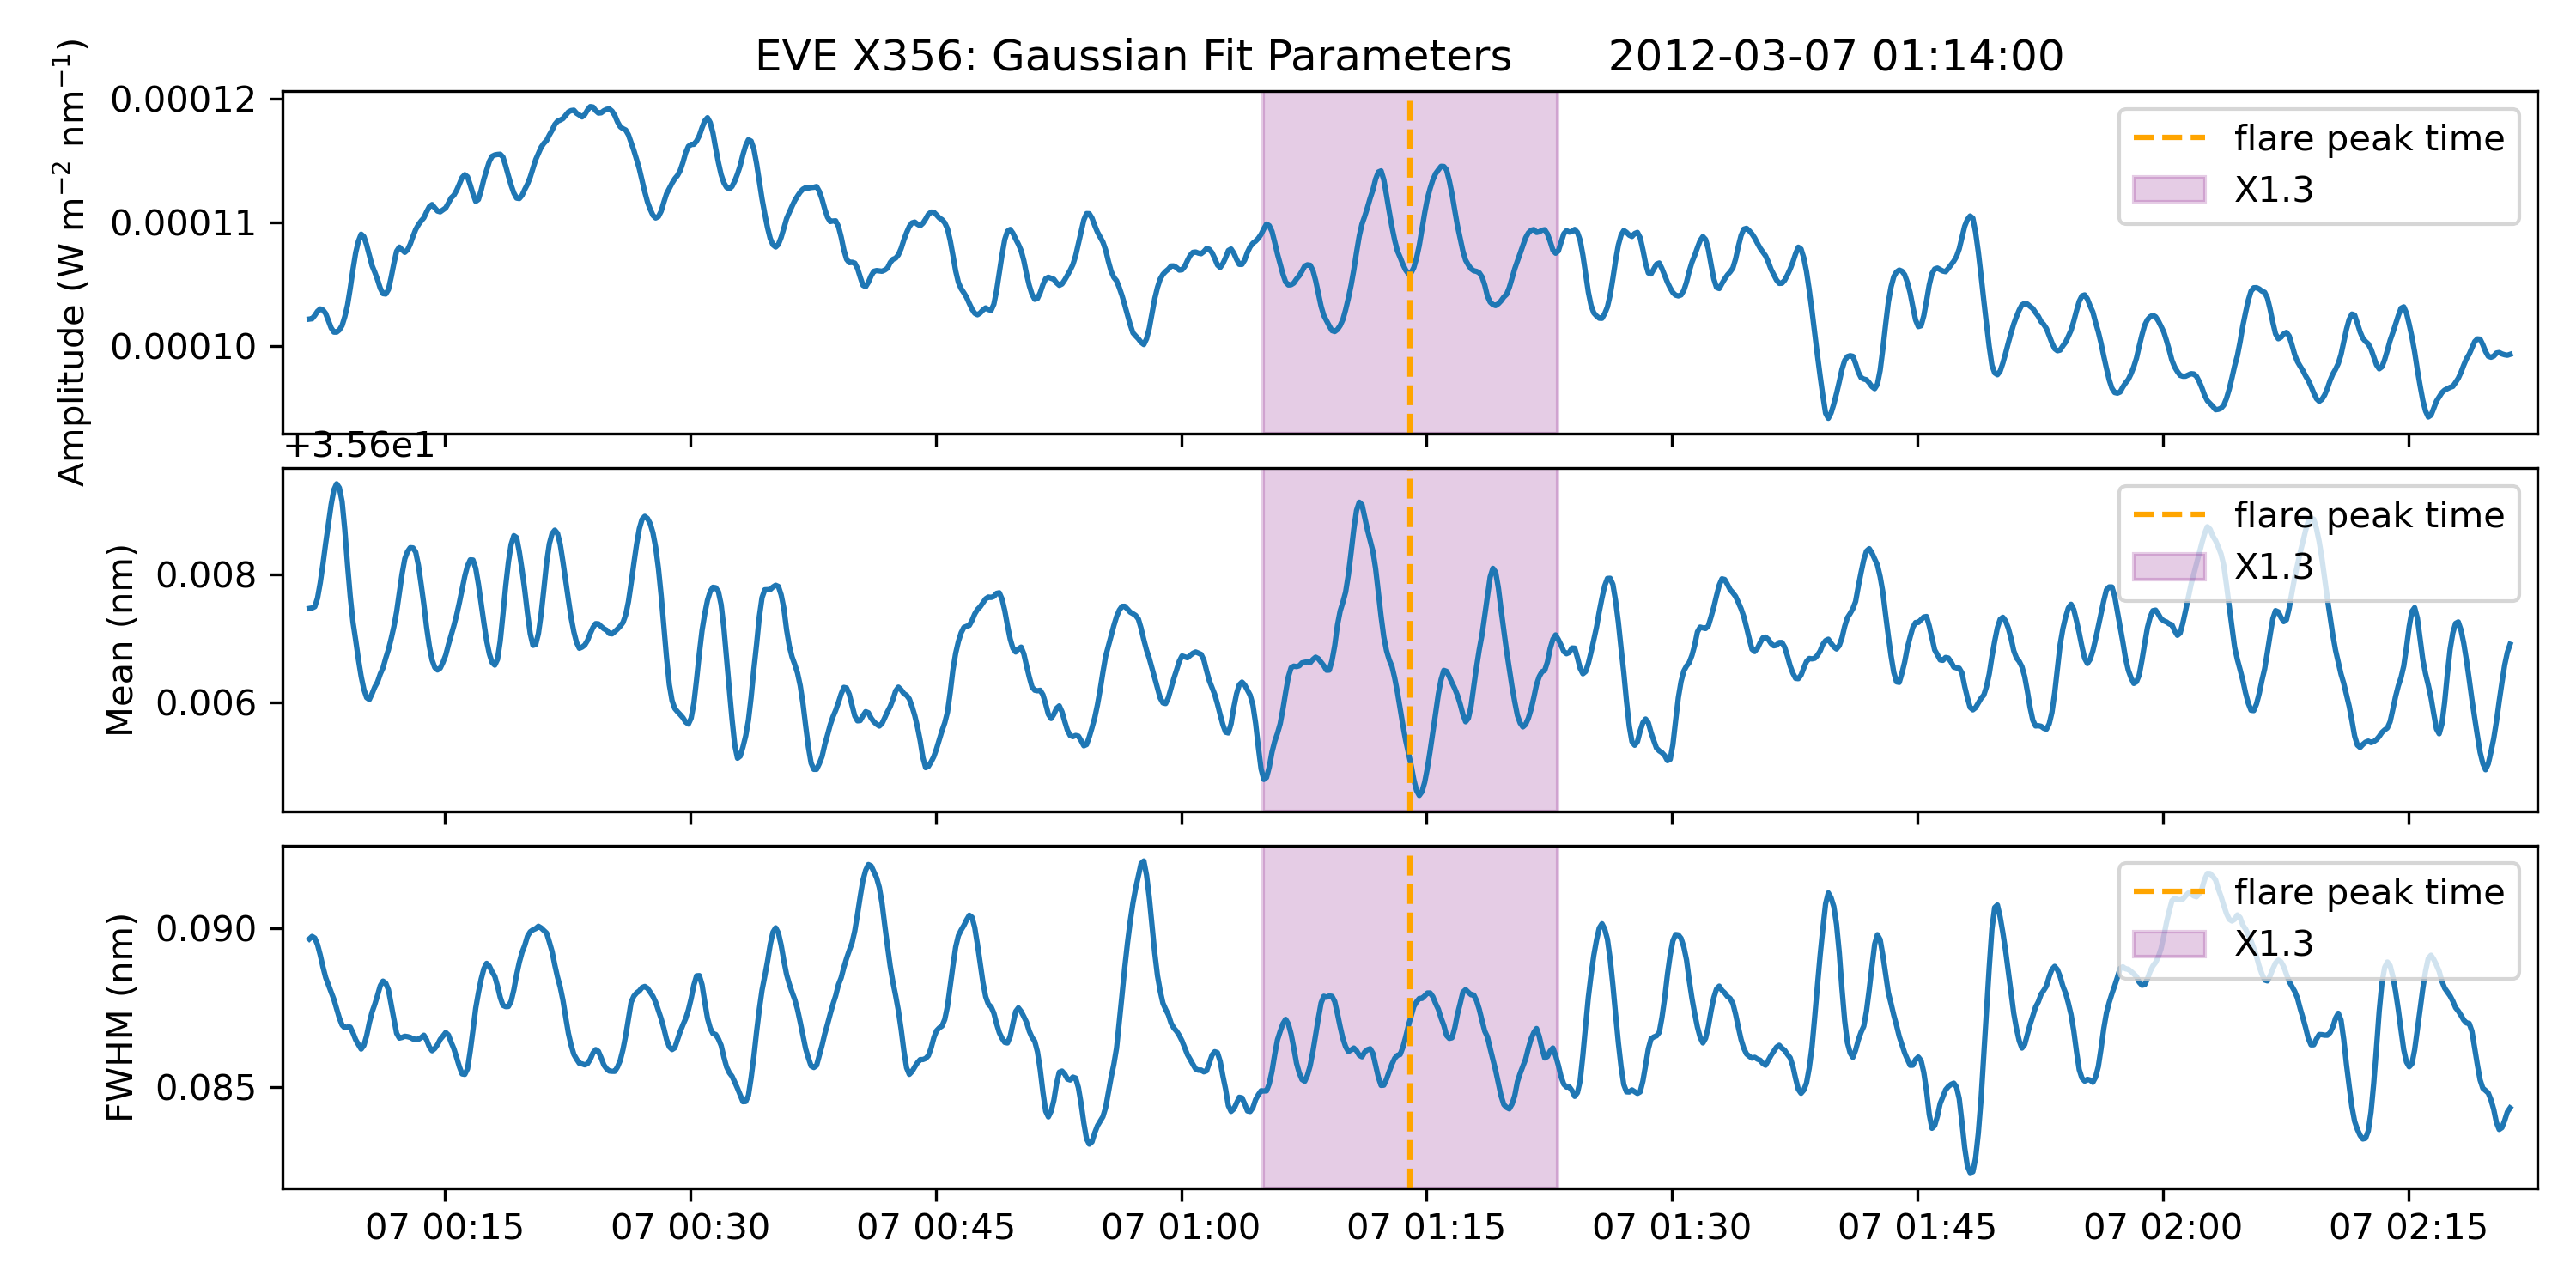 EVE X356: Gaussian Fit Parameters 2012-03-07 01:14:00
Amplitude (W m⁻² nm⁻¹)
0.00012
0.00011
0.00010
flare peak time
X1.3
+3.56e1
Mean (nm)
0.008
0.006
flare peak time
X1.3
FWHM (nm)
0.090
0.085
flare peak time
X1.3
07 00:15 07 00:30 07 00:45 07 01:00 07 01:15 07 01:30 07 01:45 07 02:00 07 02:15